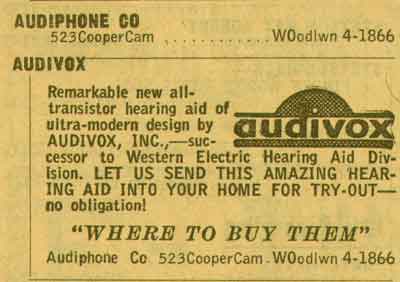 AUDIPHONE CO
523CooperCam ............ WOodlwn 4-1866
AUDIVOX
Remarkable new all-
transistor hearing aid of
ultra-modern design by
AUDIVOX, INC.,—suc-
audivox
cessor to Western Electric Hearing Aid Div-
ision. LET US SEND THIS AMAZING HEAR-
ING AID INTO YOUR HOME FOR TRY-OUT—
no obligation!
“WHERE TO BUY THEM”
Audiphone Co 523CooperCam.WOodlwn 4-1866